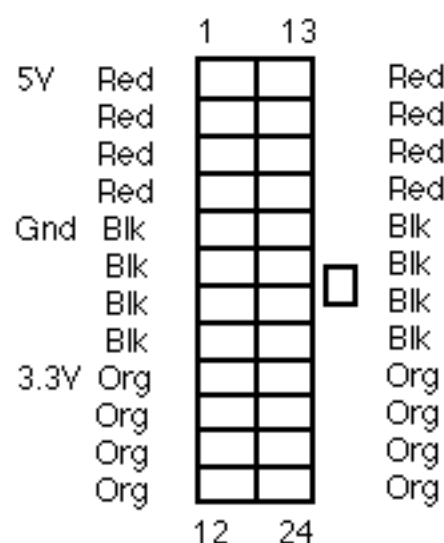 1 13
5V Red Red
Red Red
Red Red
Red Red
Gnd Blk Blk
Blk Blk
Blk Blk
Blk Blk
3.3V Org Org
Org Org
Org Org
Org Org
12 24